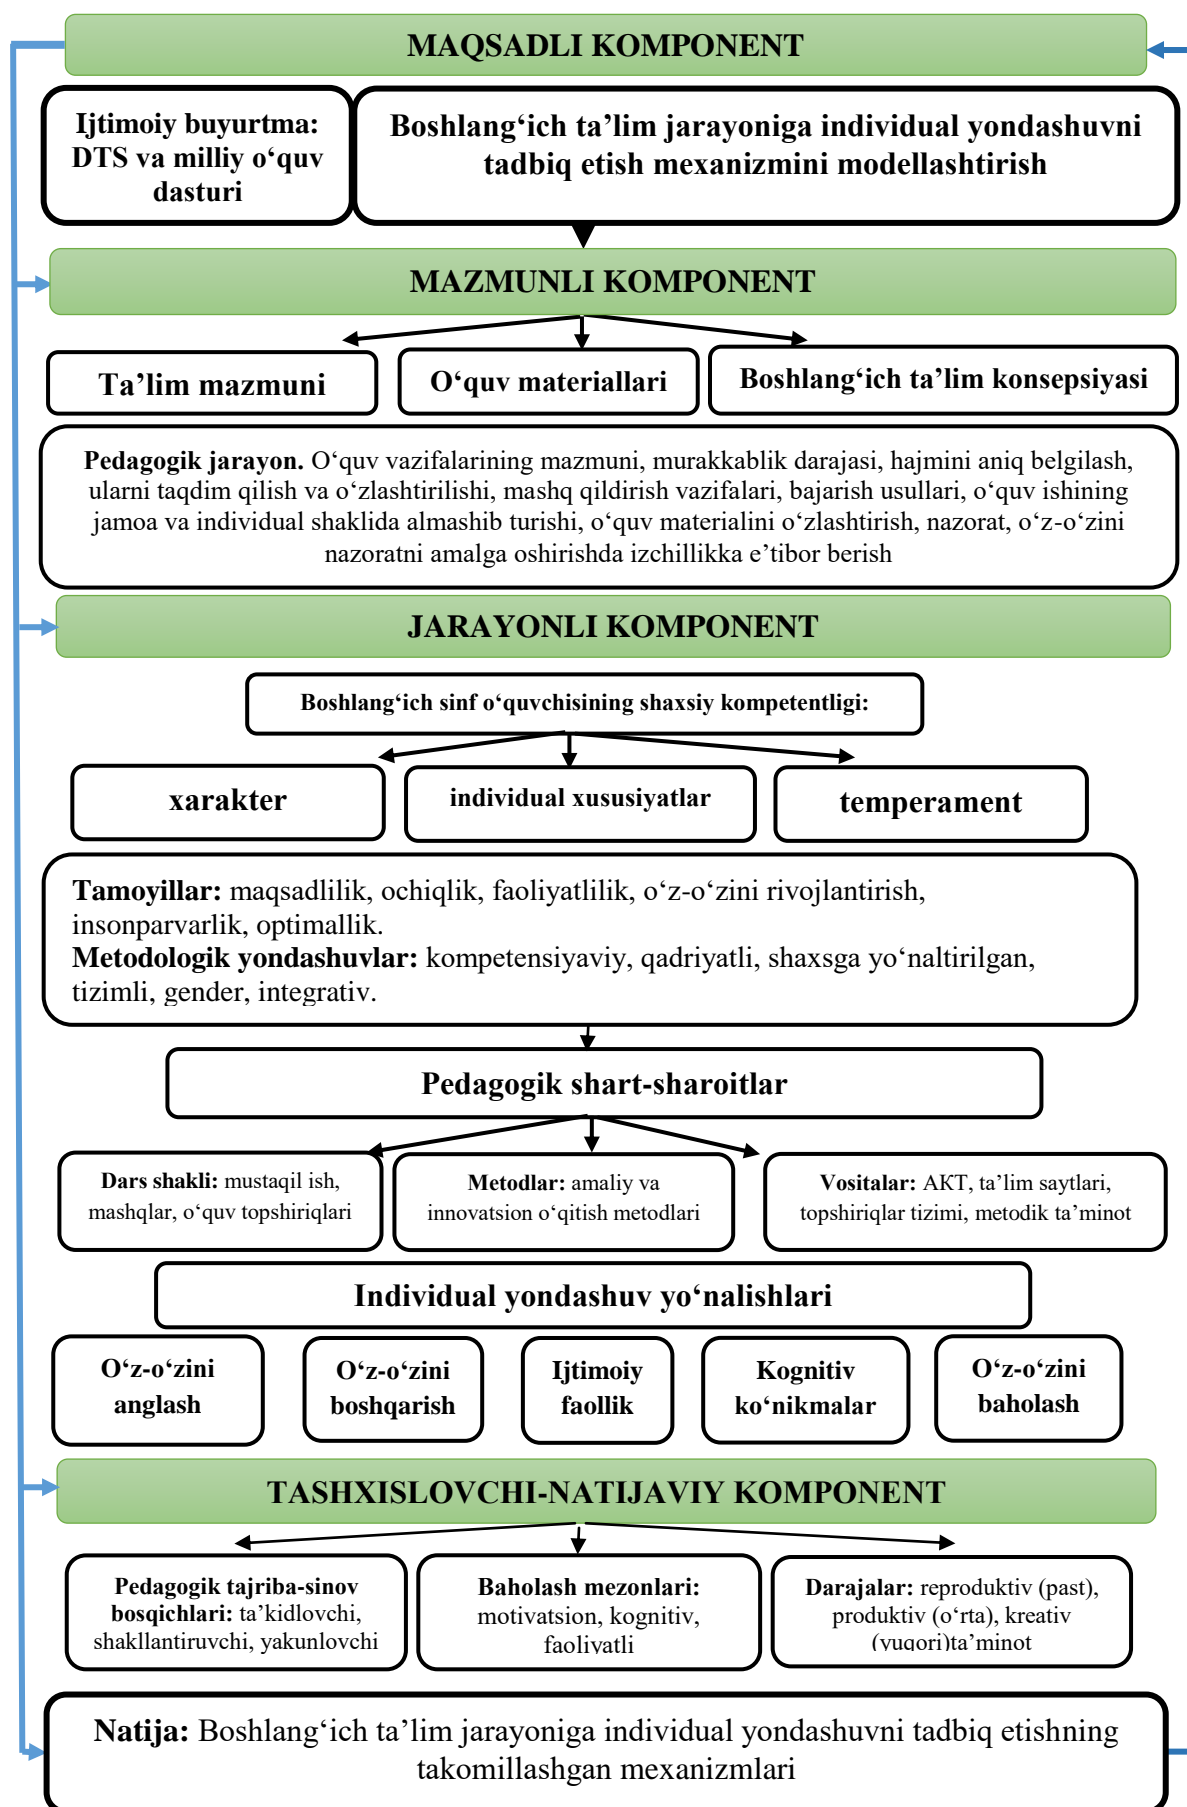 MAQSADLI KOMPONENT
Ijtimoiy buyurtma:
DTS va milliy o‘quv
dasturi
Boshlang‘ich ta’lim jarayoniga individual yondashuvni
tadbiq etish mexanizmini modellashtirish
MAZMUNLI KOMPONENT
Ta’lim mazmuni
O‘quv materiallari
Boshlang‘ich ta’lim konsepsiyasi
Pedagogik jarayon. O‘quv vazifalarining mazmuni, murakkablik darajasi, hajmini aniq belgilash,
ularni taqdim qilish va o‘zlashtirilishi, mashq qildirish vazifalari, bajarish usullari, o‘quv ishining
jamoa va individual shaklida almashib turishi, o‘quv materialini o‘zlashtirish, nazorat, o‘z-o‘zini
nazoratni amalga oshirishda izchillikka e’tibor berish
JARAYONLI KOMPONENT
Boshlang‘ich sinf o‘quvchisining shaxsiy kompetentligi:
xarakter
individual xususiyatlar
temperament
Tamoyillar: maqsadlilik, ochiqlik, faoliyatlilik, o‘z-o‘zini rivojlantirish,
insonparvarlik, optimallik.
Metodologik yondashuvlar: kompetensiyaviy, qadriyatli, shaxsga yo‘naltirilgan,
tizimli, gender, integrativ.
Pedagogik shart-sharoitlar
Dars shakli: mustaqil ish,
mashqlar, o‘quv topshiriqlari
Metodlar: amaliy va
innovatsion o‘qitish metodlari
Vositalar: AKT, ta’lim saytlari,
topshiriqlar tizimi, metodik ta’minot
Individual yondashuv yo‘nalishlari
O‘z-o‘zini
anglash
O‘z-o‘zini
boshqarish
Ijtimoiy
faollik
Kognitiv
ko‘nikmalar
O‘z-o‘zini
baholash
TASHXISLOVCHI-NATIJAVIY KOMPONENT
Pedagogik tajriba-sinov
bosqichlari: ta’kidlovchi,
shakllantiruvchi, yakunlovchi
Baholash mezonlari:
motivatsion, kognitiv,
faoliyatli
Darajalar: reproduktiv (past),
produktiv (o‘rta), kreativ
(yuqori)ta’minot
Natija: Boshlang‘ich ta’lim jarayoniga individual yondashuvni tadbiq etishning
takomillashgan mexanizmlari